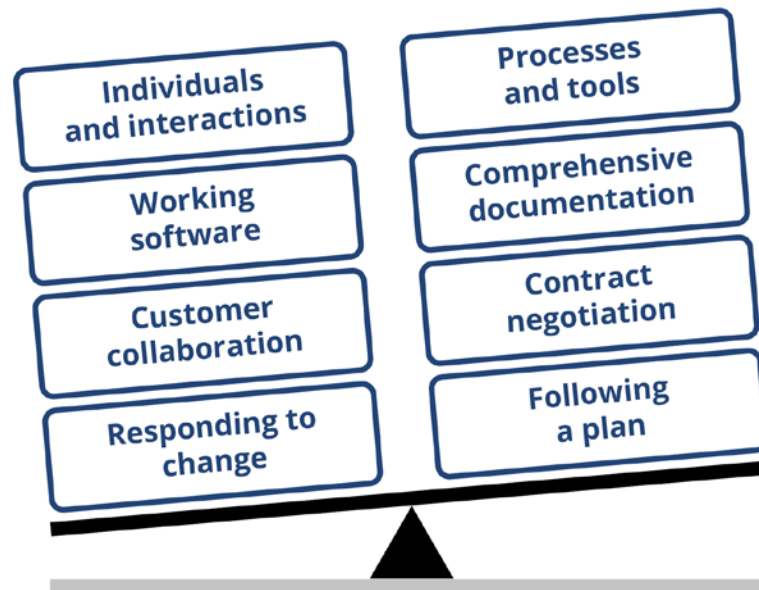 Individuals
and interactions
Working
software
Customer
collaboration
Responding to
change
Processes
and tools
Comprehensive
documentation
Contract
negotiation
Following
a plan